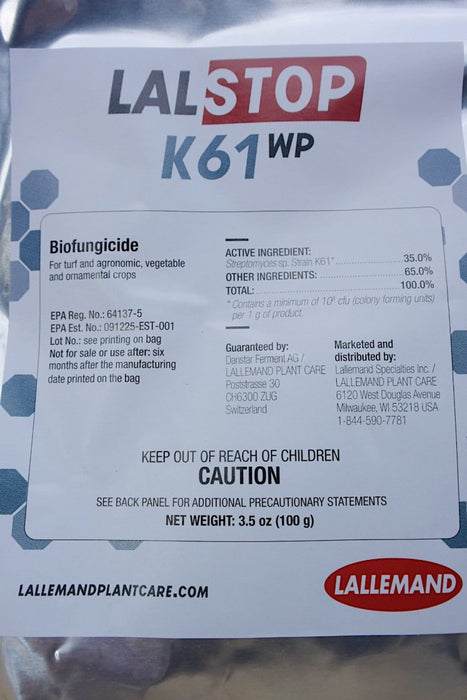 LALSTOP
K61 WP
Biofungicide
For turf and agronomic, vegetable
and ornamental crops
EPA Reg. No.: 64137-5
EPA Est. No.: 091225-EST-001
Lot No.: see printing on bag
Not for sale or use after: six
months after the manufacturing
date printed on the bag
ACTIVE INGREDIENT:
Streptomyces sp. Strain K61*.......................35.0%
OTHER INGREDIENTS:.......................65.0%
TOTAL:.......................100.0%
* Contains a minimum of 10⁸ cfu (colony forming units)
per 1 g of product.
Guaranteed by:
Danstar Ferment AG /
LALLEMAND PLANT CARE
Poststrasse 30
CH6300 ZUG
Switzerland
Marketed and
distributed by:
Lallemand Specialties Inc. /
LALLEMAND PLANT CARE
6120 West Douglas Avenue
Milwaukee, WI 53218 USA
1-844-590-7781
KEEP OUT OF REACH OF CHILDREN
CAUTION
SEE BACK PANEL FOR ADDITIONAL PRECAUTIONARY STATEMENTS
NET WEIGHT: 3.5 oz (100 g)
LALLEMANDPLANTCARE.COM
LALLEMAND